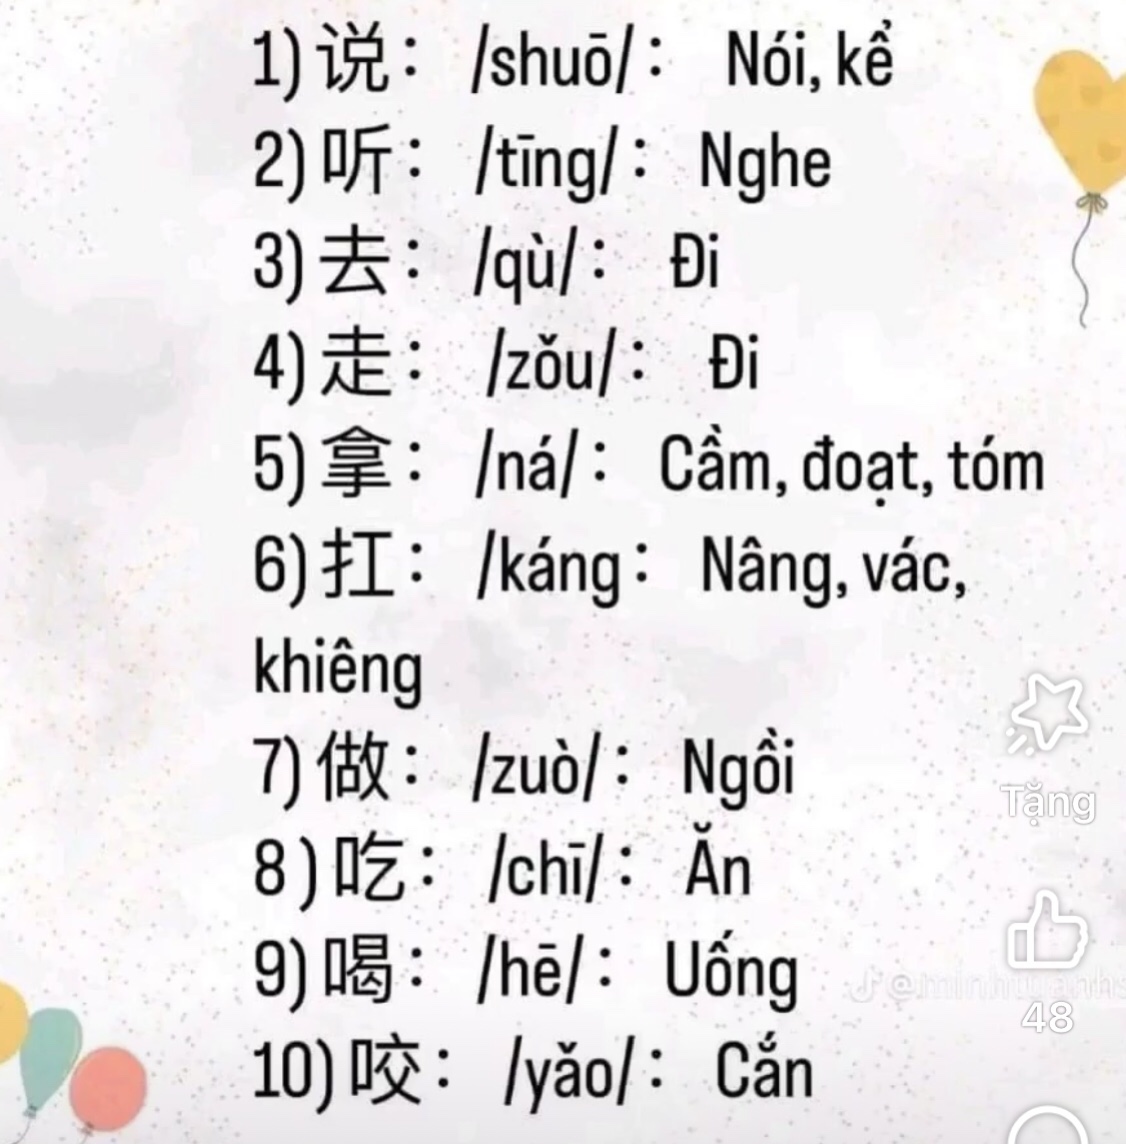 1) 说： /shuō/： Nói, kể
2) 听： /tīng/： Nghe
3) 去： /qù/： Đi
4) 走： /zǒu/： Đi
5) 拿： /ná/： Cầm, đoạt, tóm
6) 扛： /káng： Nâng, vác,
khiêng
7) 做： /zuò/： Ngồi
Tặng
8 ) 吃： /chī/： Ăn
9) 喝： /hē/： Uống
48
10) 咬： /yǎo/： Cắn